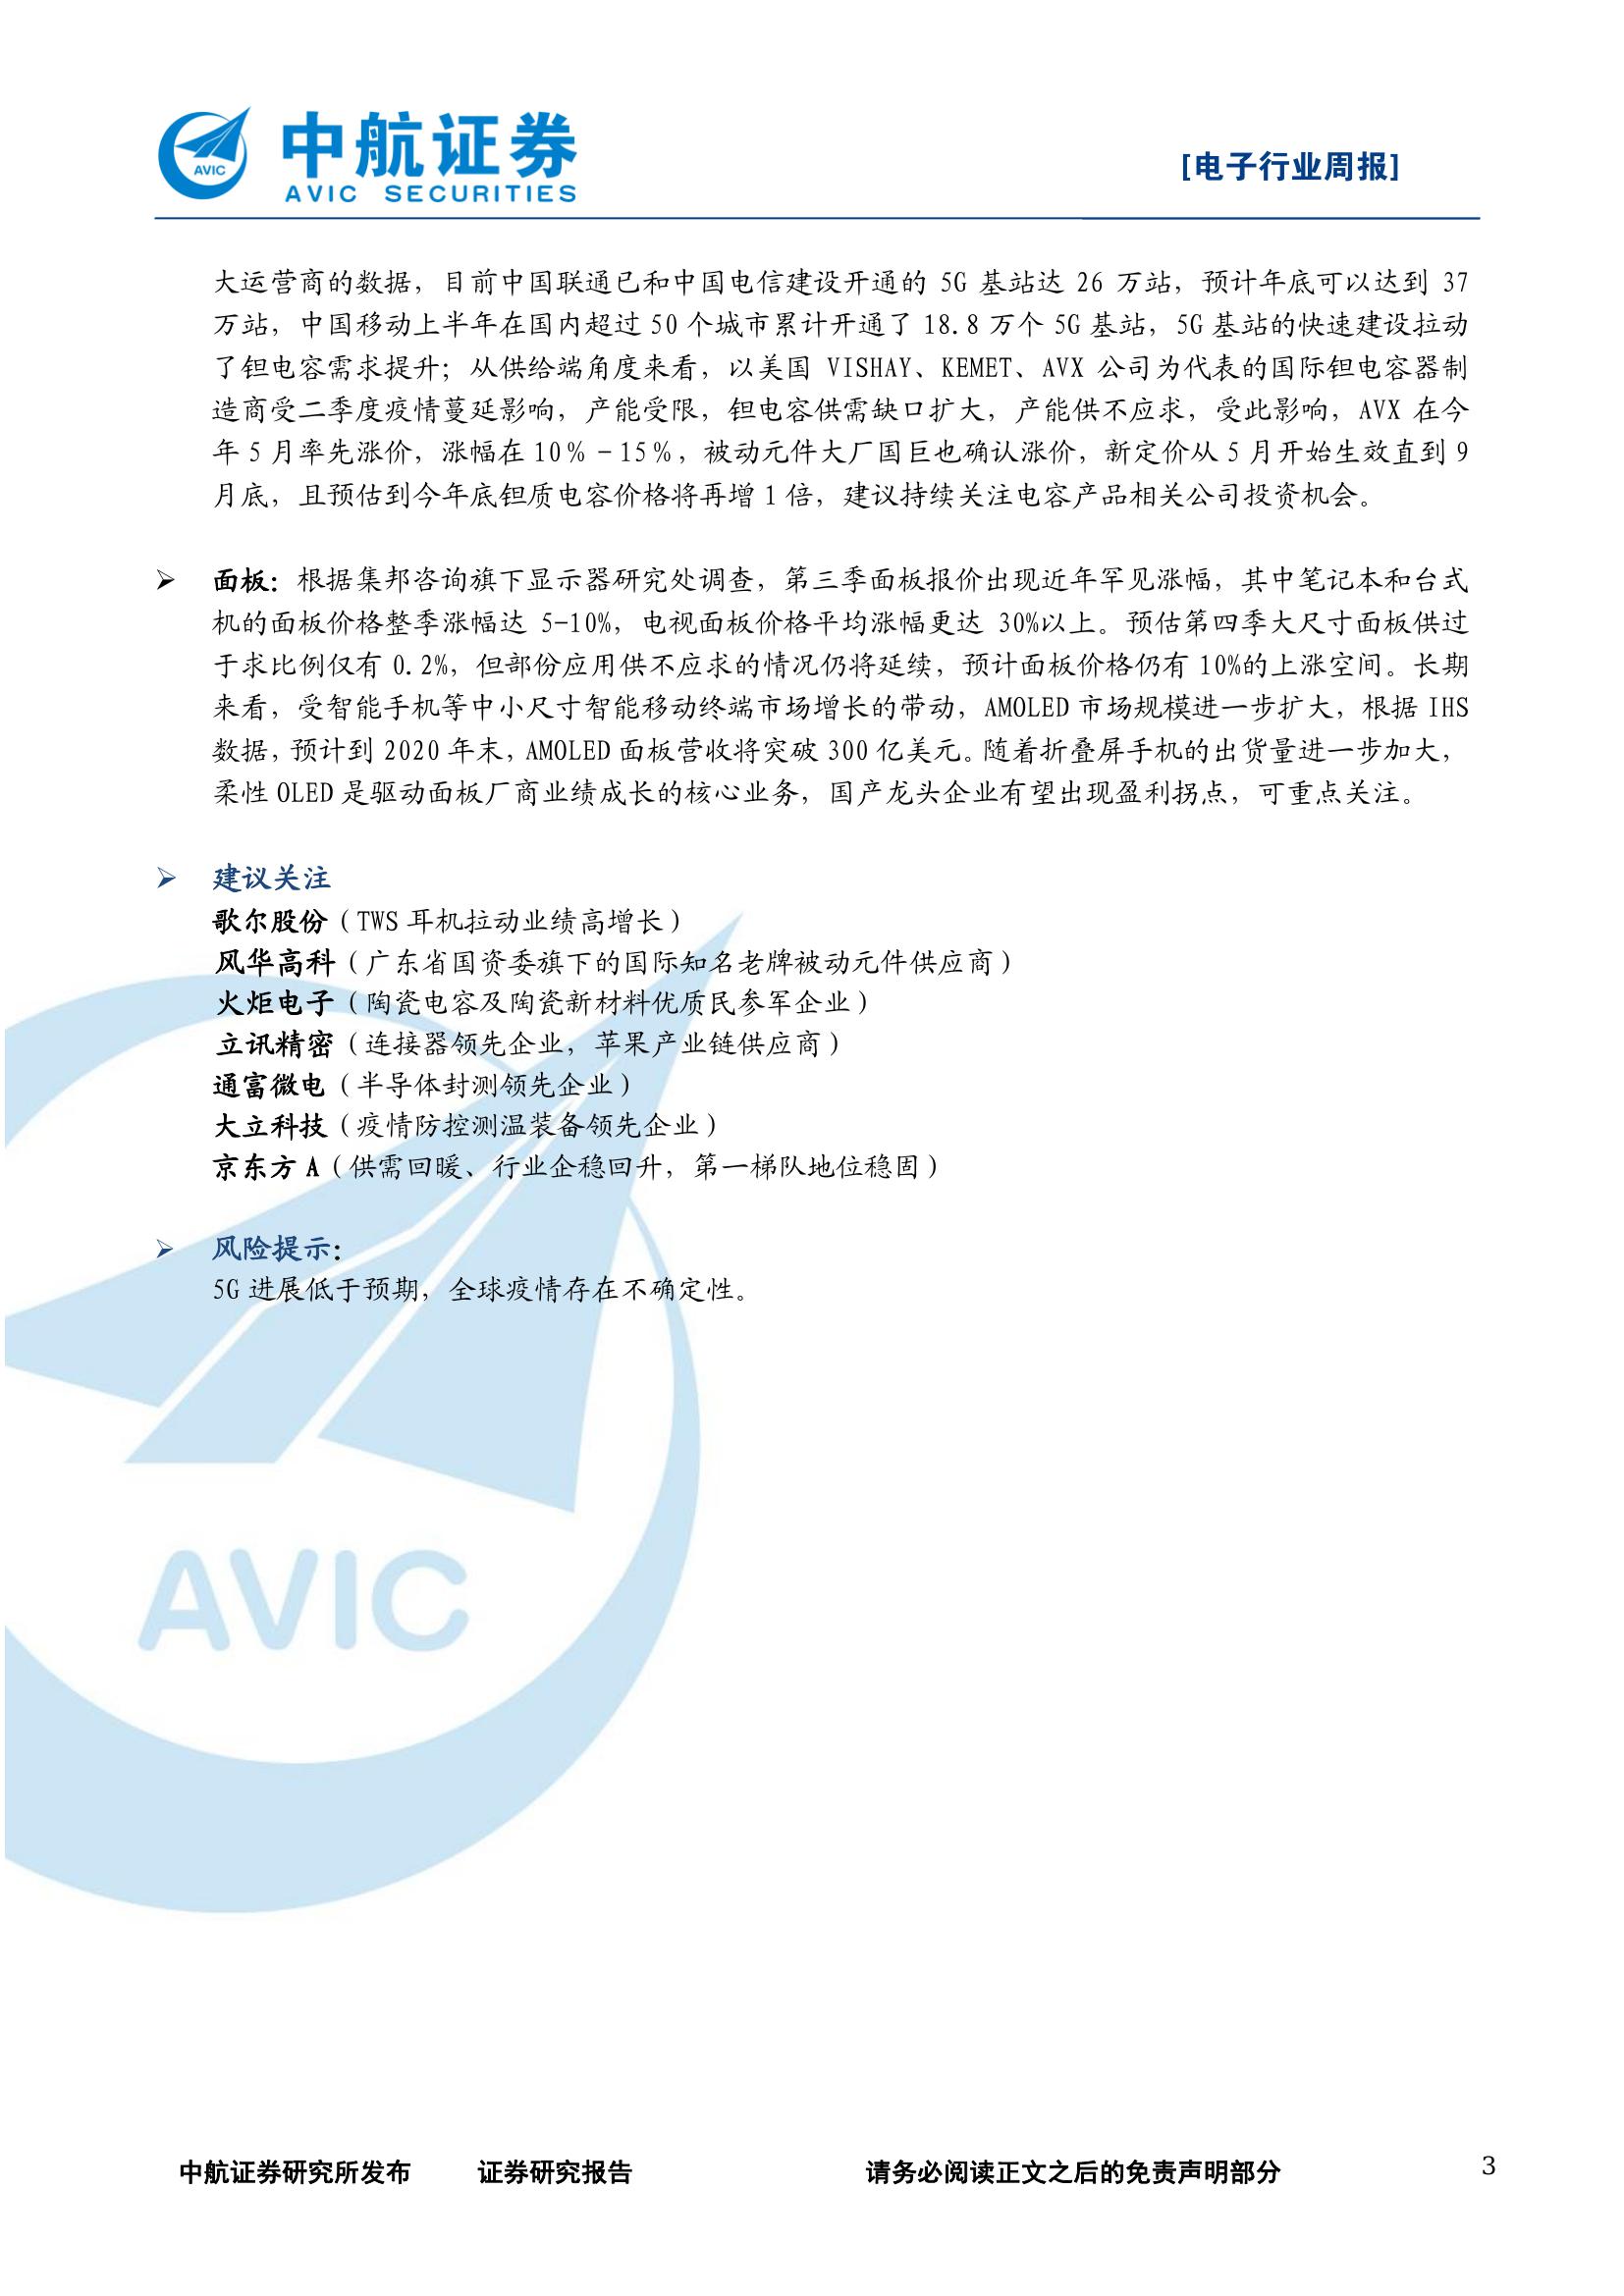 AVIC
中航证券
AVIC SECURITIES
[电子行业周报]
大运营商的数据，目前中国联通已和中国电信建设开通的 5G 基站达 26 万站，预计年底可以达到 37
万站，中国移动上半年在国内超过 50 个城市累计开通了 18.8 万个 5G 基站，5G 基站的快速建设拉动
了钽电容需求提升；从供给端角度来看，以美国 VISHAY、KEMET、AVX 公司为代表的国际钽电容器制
造商受二季度疫情蔓延影响，产能受限，钽电容供需缺口扩大，产能供不应求，受此影响，AVX 在今
年 5 月率先涨价，涨幅在 10％－15％，被动元件大厂国巨也确认涨价，新定价从 5 月开始生效直到 9
月底，且预估到今年底钽质电容价格将再增 1 倍，建议持续关注电容产品相关公司投资机会。
➢ 面板：根据集邦咨询旗下显示器研究处调查，第三季面板报价出现近年罕见涨幅，其中笔记本和台式
机的面板价格整季涨幅达 5-10%，电视面板价格平均涨幅更达 30%以上。预估第四季大尺寸面板供过
于求比例仅有 0.2%，但部份应用供不应求的情况仍将延续，预计面板价格仍有 10%的上涨空间。长期
来看，受智能手机等中小尺寸智能移动终端市场增长的带动，AMOLED 市场规模进一步扩大，根据 IHS
数据，预计到 2020 年末，AMOLED 面板营收将突破 300 亿美元。随着折叠屏手机的出货量进一步加大，
柔性 OLED 是驱动面板厂商业绩成长的核心业务，国产龙头企业有望出现盈利拐点，可重点关注。
➢ 建议关注
歌尔股份（TWS 耳机拉动业绩高增长）
风华高科（广东省国资委旗下的国际知名老牌被动元件供应商）
火炬电子（陶瓷电容及陶瓷新材料优质民参军企业）
立讯精密（连接器领先企业，苹果产业链供应商）
通富微电（半导体封测领先企业）
大立科技（疫情防控测温装备领先企业）
京东方 A（供需回暖、行业企稳回升，第一梯队地位稳固）
➢ 风险提示：
5G 进展低于预期，全球疫情存在不确定性。
AVIC
中航证券研究所发布 证券研究报告 请务必阅读正文之后的免责声明部分 3